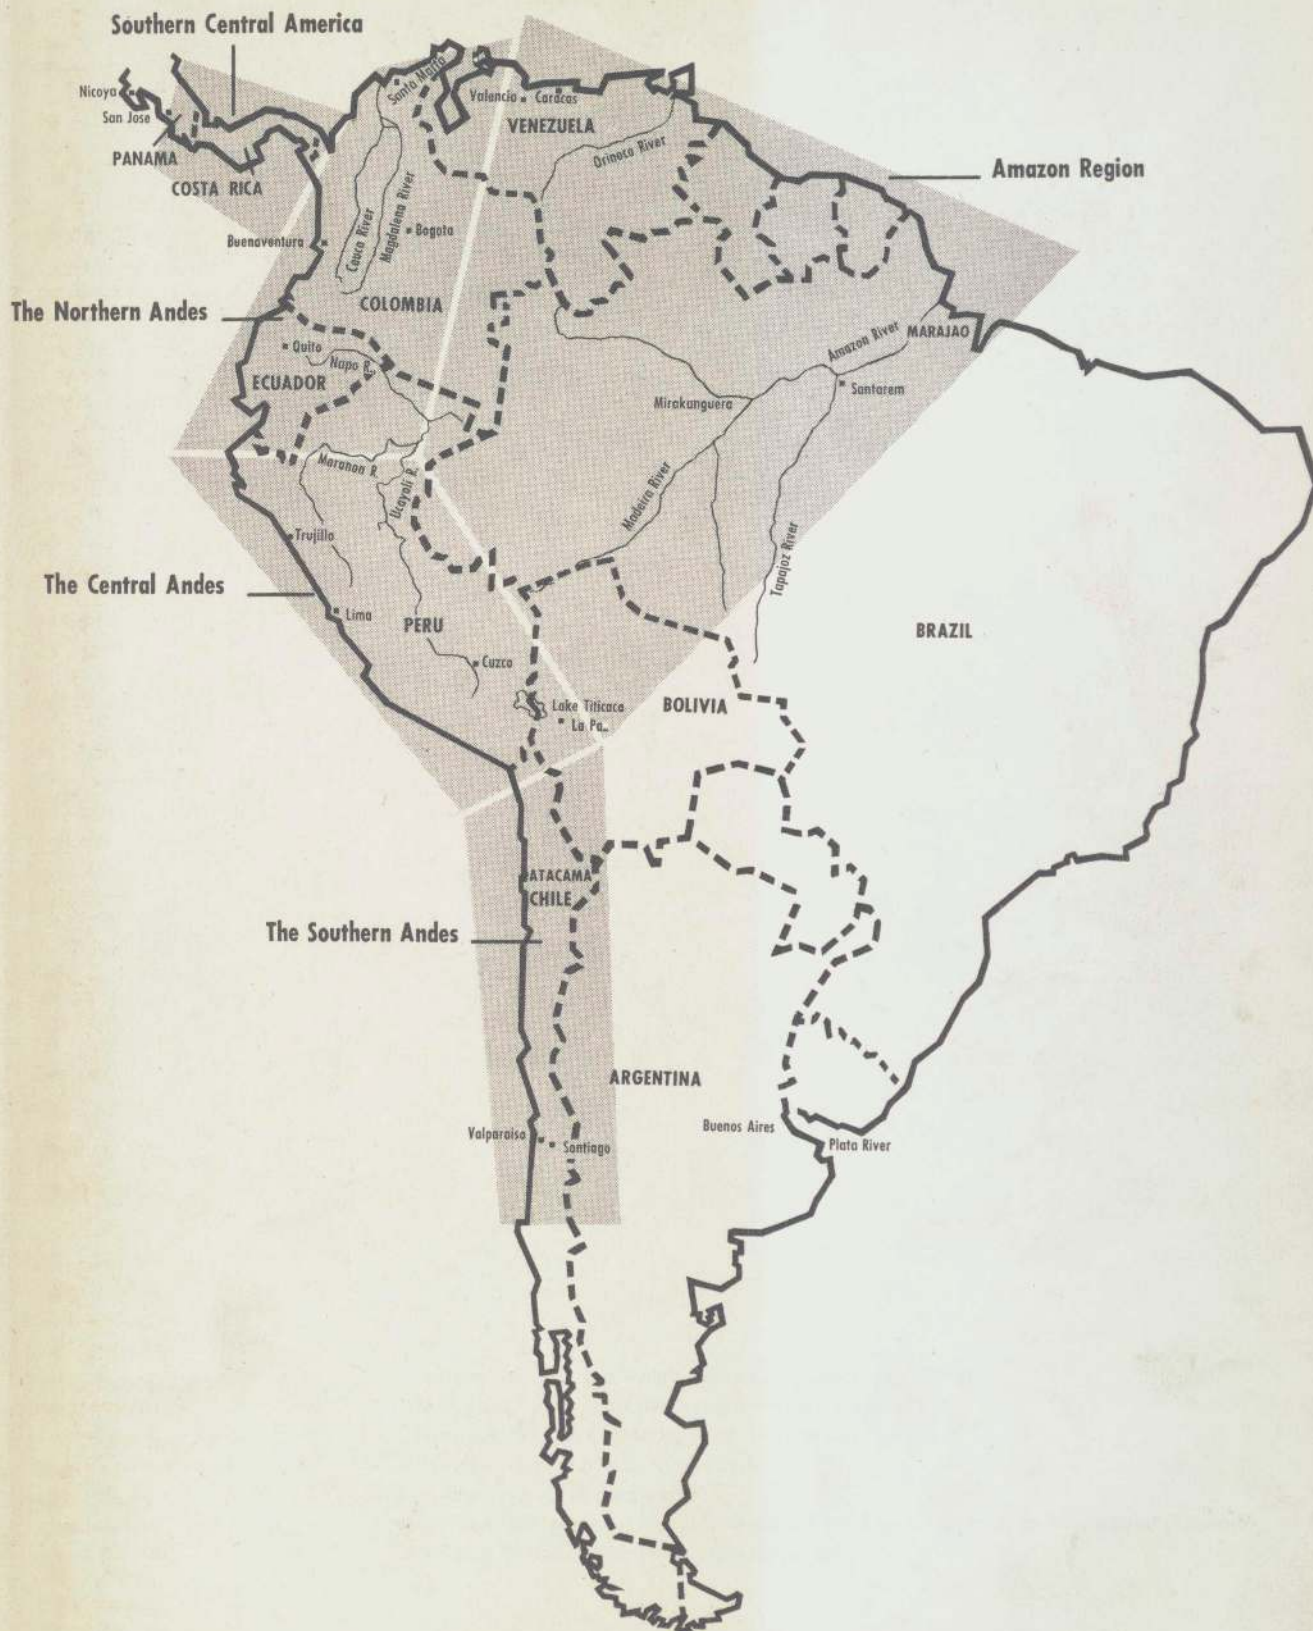 Southern Central America
Nicoya
San Jose
PANAMA
COSTA RICA
Santa Marta
Valencia
Caracas
VENEZUELA
Orinoco River
Amazon Region
Cauca River
Magdalena River
Bogota
Buenaventura
COLOMBIA
The Northern Andes
Quito
Napo R.
ECUADOR
Amazon River
MARAJAO
Santarem
Mirakanguera
Maranon R.
Ucayali R.
Madeira River
Tapajoz River
Trujillo
The Central Andes
Lima
PERU
BRAZIL
Cuzco
Lake Titicaca
La
BOLIVIA
ATACAMA
CHILE
The Southern Andes
ARGENTINA
Buenos Aires
Valparaiso
Santiago
Plata River